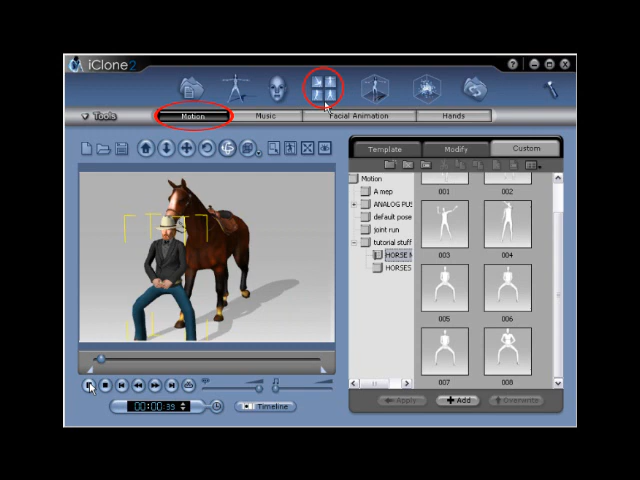 iClone2
Tools
Motion
Music
Facial Animation
Hands
Template
Modify
Custom
Motion
A mep
ANALOG PUS
default pose
joint run
tutorial stuff
HORSE M
HORSES
001
002
003
004
005
006
007
008
00:00:39
Timeline
Apply
Add
Overwrite